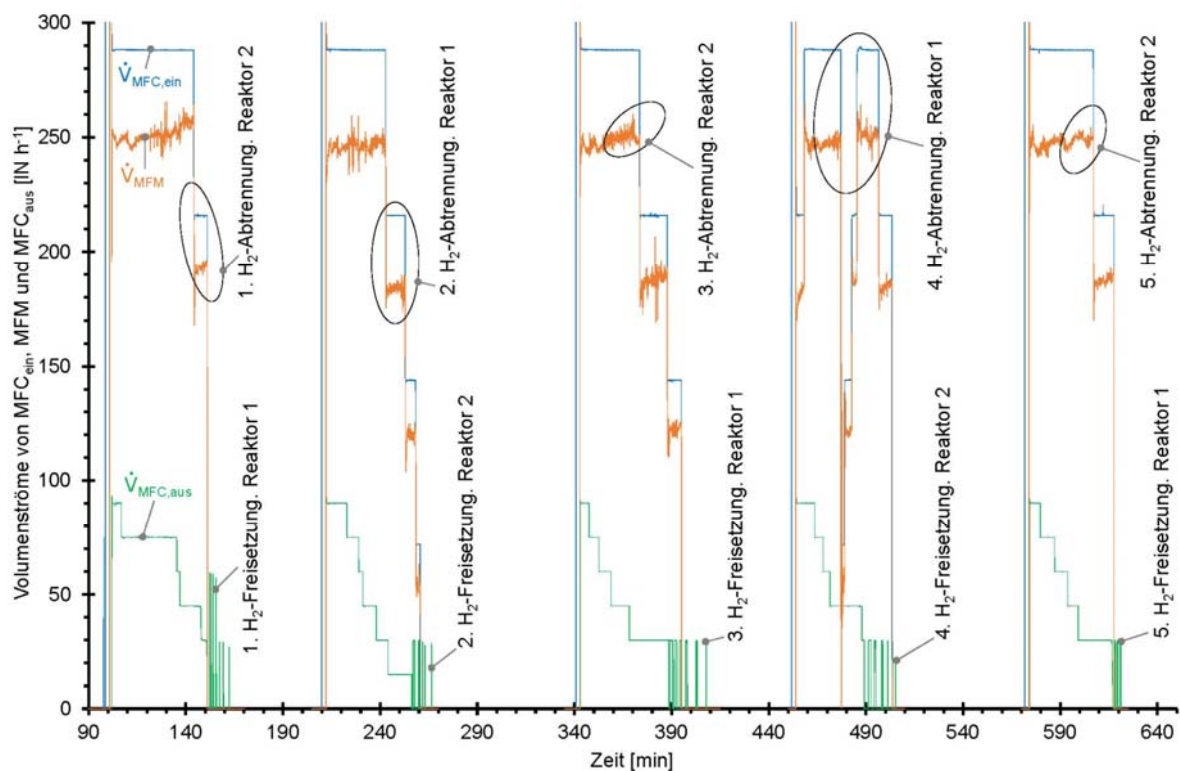 Volumenströme von MFCein, MFM und MFCaus [lN h-1]
300
250
200
150
100
50
0
V̇MFC,ein
V̇MFM
V̇MFC,aus
1. H2-Abtrennung. Reaktor 2
1. H2-Freisetzung. Reaktor 1
2. H2-Abtrennung. Reaktor 1
2. H2-Freisetzung. Reaktor 2
3. H2-Abtrennung. Reaktor 2
3. H2-Freisetzung. Reaktor 1
4. H2-Abtrennung. Reaktor 1
4. H2-Freisetzung. Reaktor 2
5. H2-Abtrennung. Reaktor 2
5. H2-Freisetzung. Reaktor 1
90 140 190 240 290 340 390 440 490 540 590 640
Zeit [min]